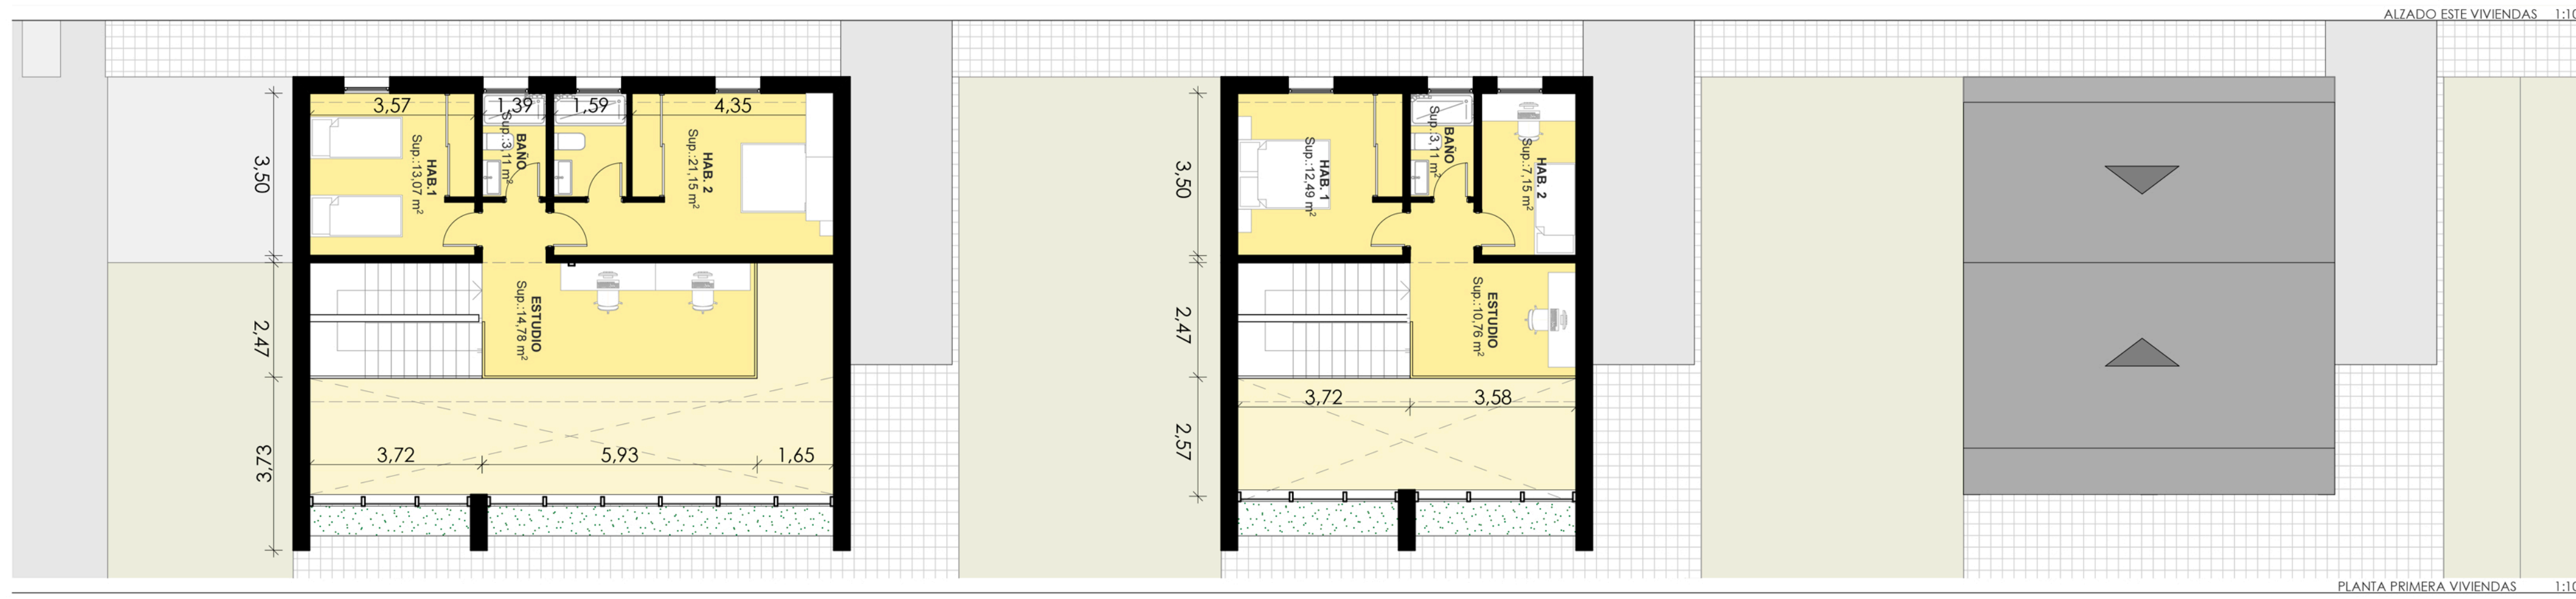 ALZADO ESTE VIVIENDAS 1:10
3,57
1,39
1,59
4,35
3,50
HAB.1
Sup.:13,07 m²
BAÑO
Sup.:3,11 m²
HAB. 2
Sup.:21,15 m²
2,47
ESTUDIO
Sup.:14,78 m²
3,73
3,72
5,93
1,65
3,50
HAB. 1
Sup.:12,49 m²
BAÑO
Sup.:3,11 m²
HAB. 2
Sup.:7,15 m²
2,47
ESTUDIO
Sup.:10,76 m²
3,72
3,58
2,57
PLANTA PRIMERA VIVIENDAS 1:10